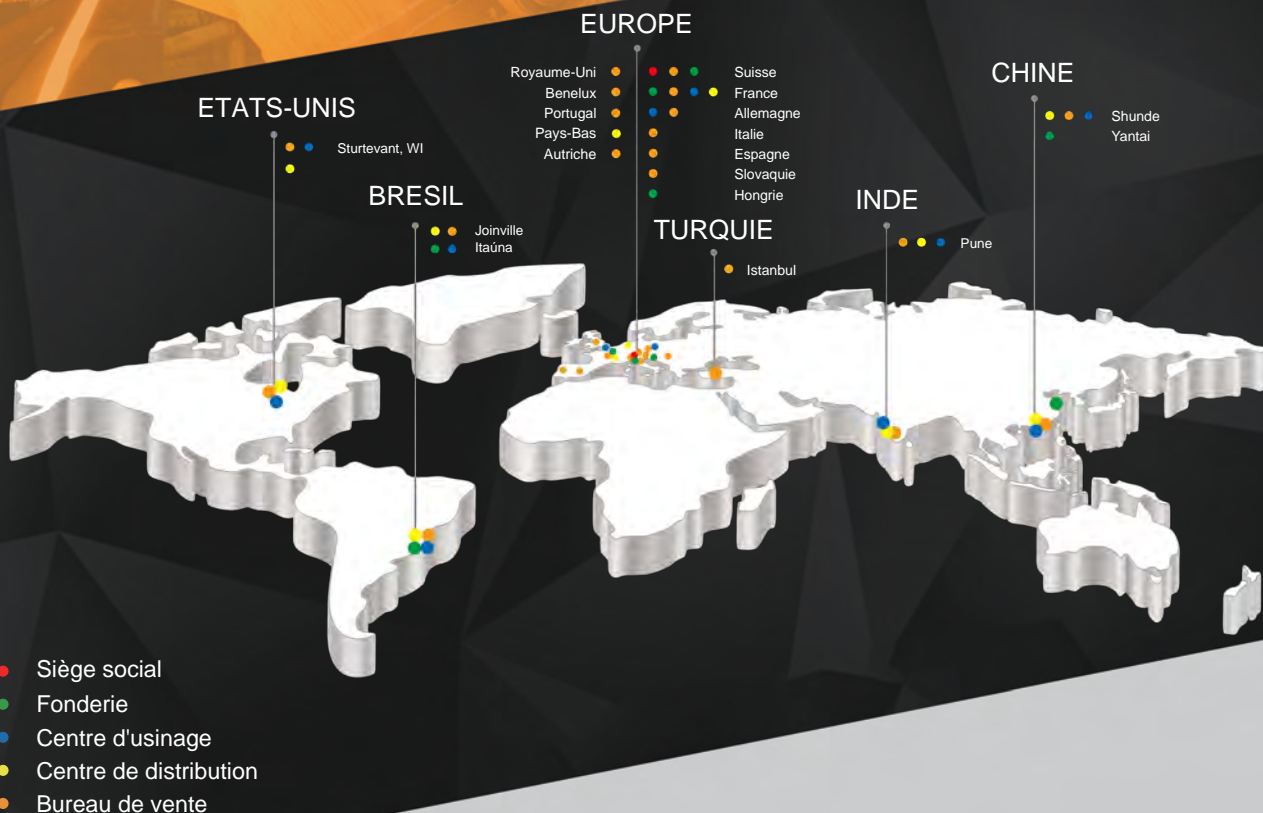 EUROPE
Royaume-Uni
Benelux
Portugal
Pays-Bas
Autriche
Suisse
France
Allemagne
Italie
Espagne
Slovaquie
Hongrie
CHINE
Shunde
Yantai
ETATS-UNIS
Sturtevant, WI
BRESIL
Joinville
Itaúna
TURQUIE
Istanbul
INDE
Pune
Siège social
Fonderie
Centre d'usinage
Centre de distribution
Bureau de vente